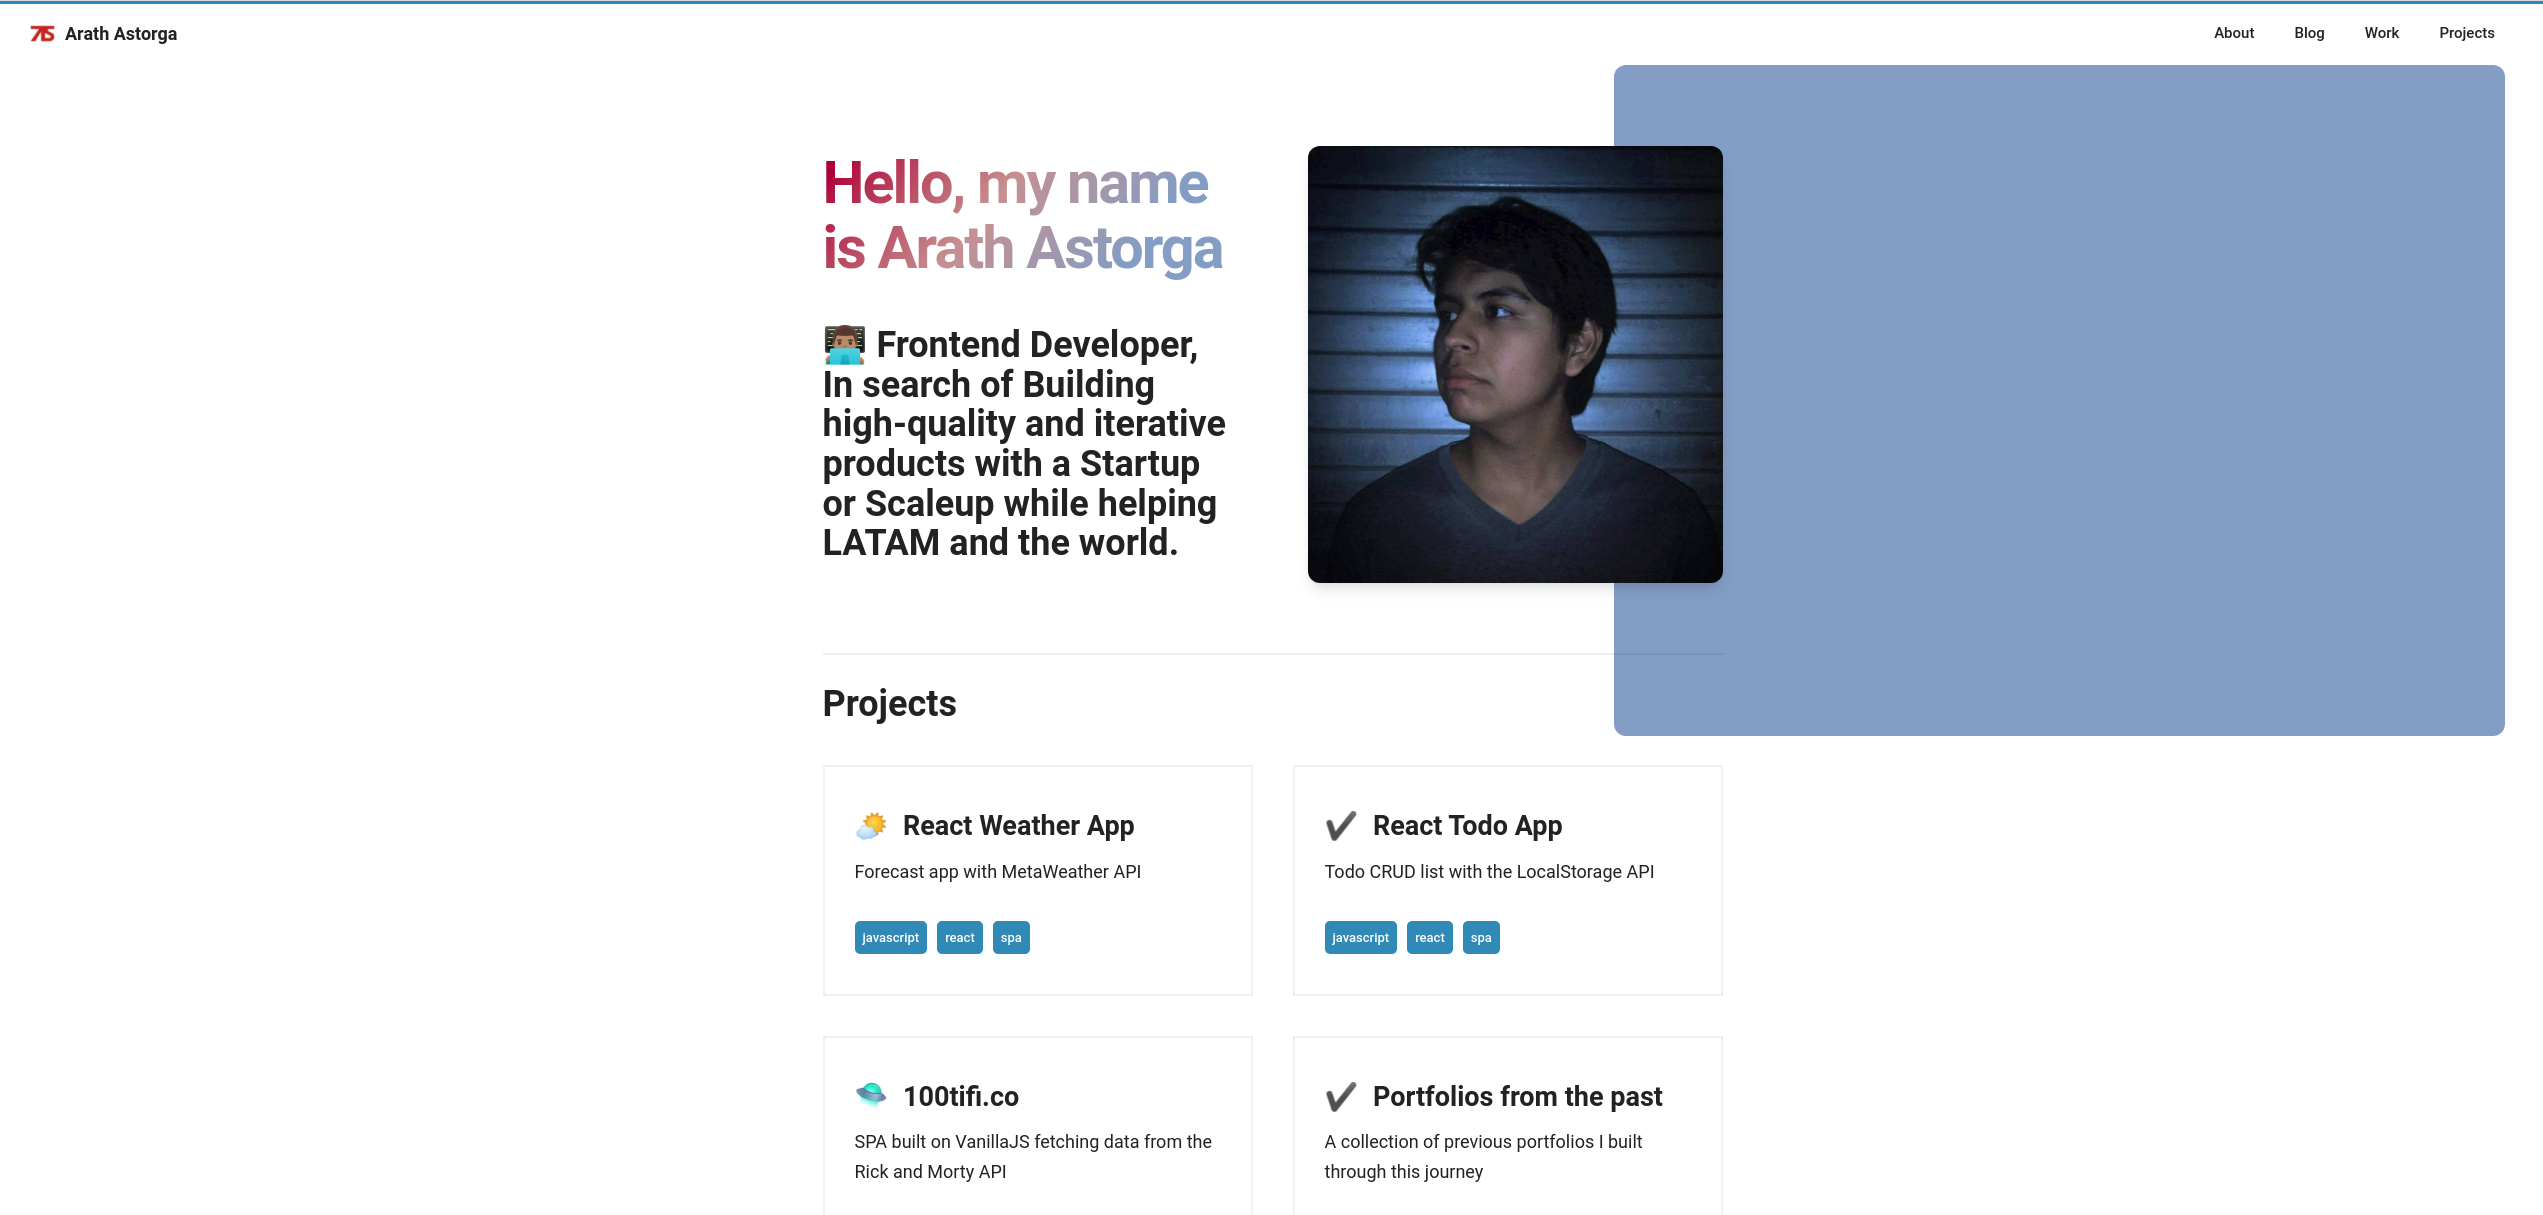 Arath Astorga
About Blog Work Projects
Hello, my name
is Arath Astorga
Frontend Developer,
In search of Building
high-quality and iterative
products with a Startup
or Scaleup while helping
LATAM and the world.
Projects
React Weather App
Forecast app with MetaWeather API
javascript react spa
React Todo App
Todo CRUD list with the LocalStorage API
javascript react spa
100tifi.co
SPA built on VanillaJS fetching data from the
Rick and Morty API
Portfolios from the past
A collection of previous portfolios I built
through this journey